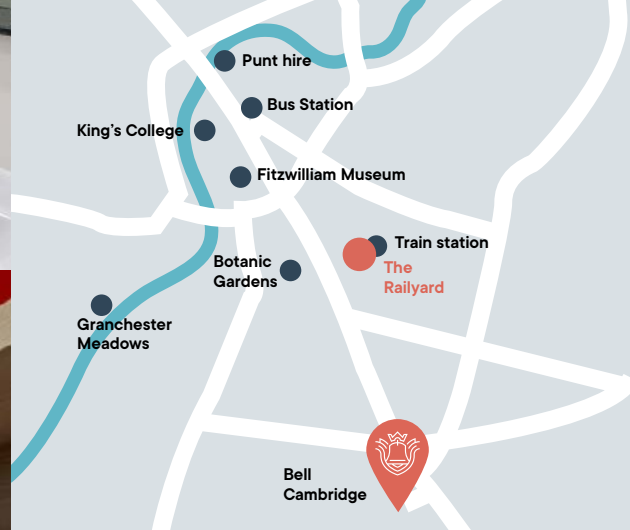 Punt hire
Bus Station
King's College
Fitzwilliam Museum
Train station
The
Railyard
Botanic
Gardens
Granchester
Meadows
Bell
Cambridge